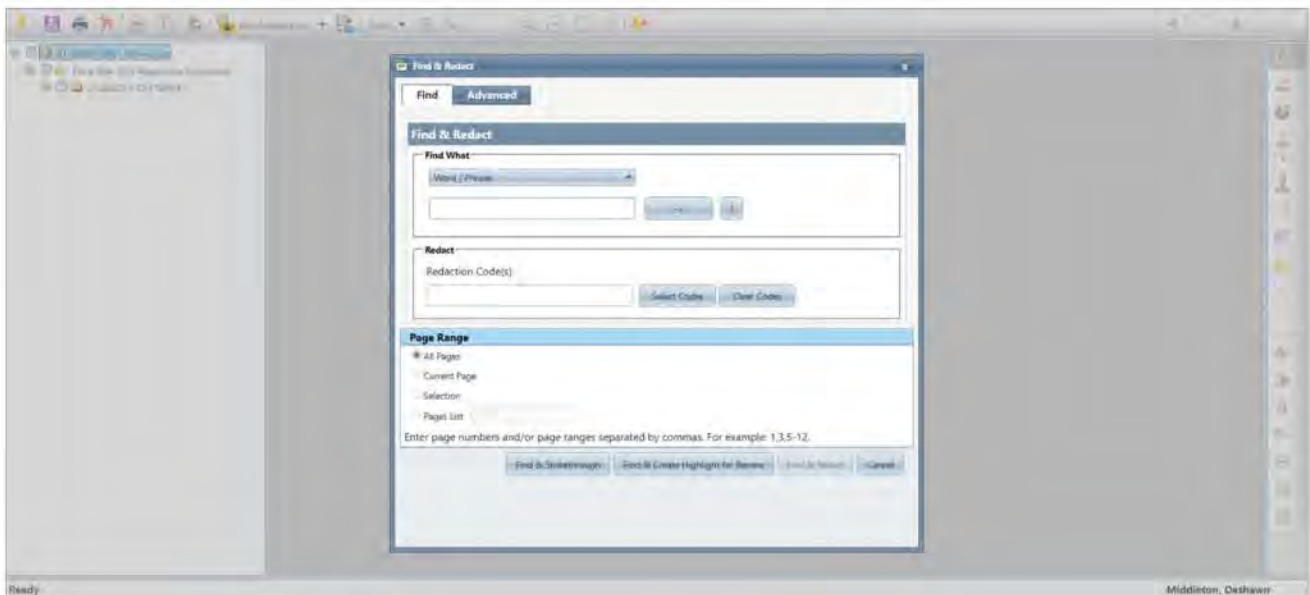 Find & Redact
Find Advanced
Find & Redact
Find What
Word / Phrase
Redact
Redaction Code(s)
Select Codes Clear Codes
Page Range
All Pages
Current Page
Selection
Pages List
Enter page numbers and/or page ranges separated by commas. For example: 1,3,5-12.
Find & Strikethrough Find & Create Highlight for Review Find & Redact Cancel
Ready Middleton, Deshawn